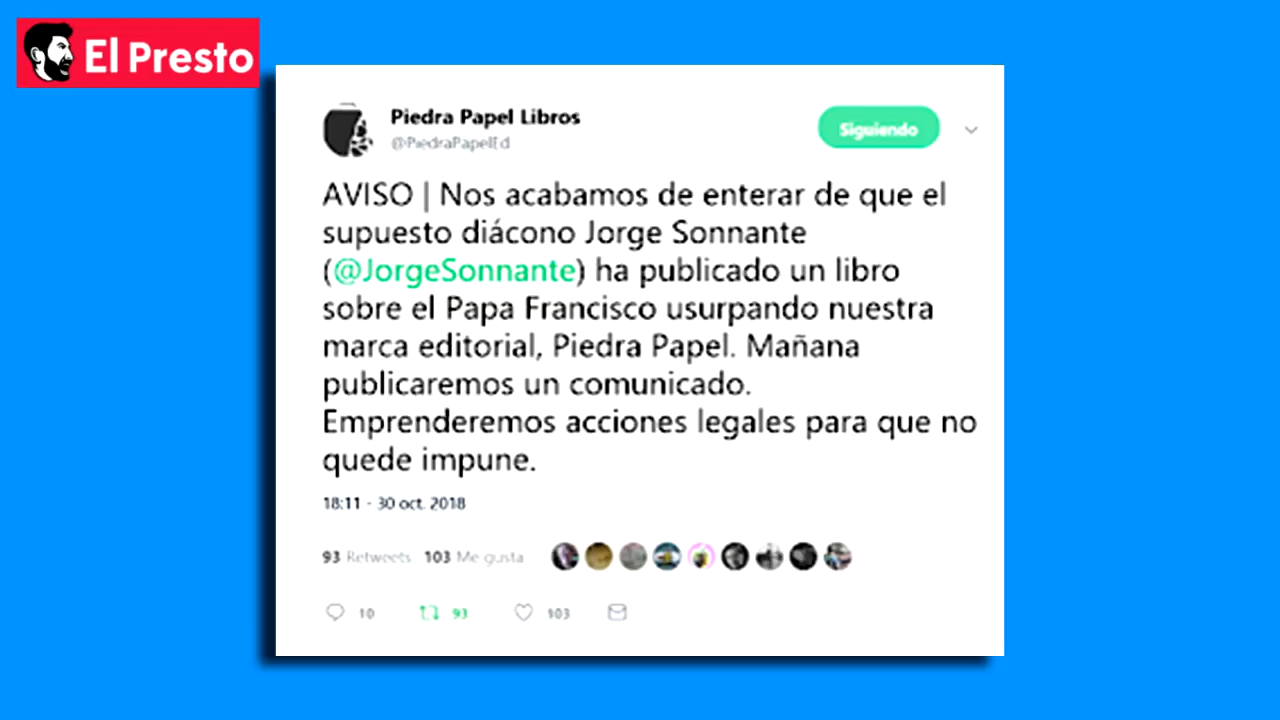 El Presto
Piedra Papel Libros
@PiedraPapelEd
Siguiendo
AVISO | Nos acabamos de enterar de que el
supuesto diácono Jorge Sonnante
(@JorgeSonnante) ha publicado un libro
sobre el Papa Francisco usurpando nuestra
marca editorial, Piedra Papel. Mañana
publicaremos un comunicado.
Emprenderemos acciones legales para que no
quede impune.
18:11 - 30 oct. 2018
93 Retweets 103 Me gusta
10 93 103